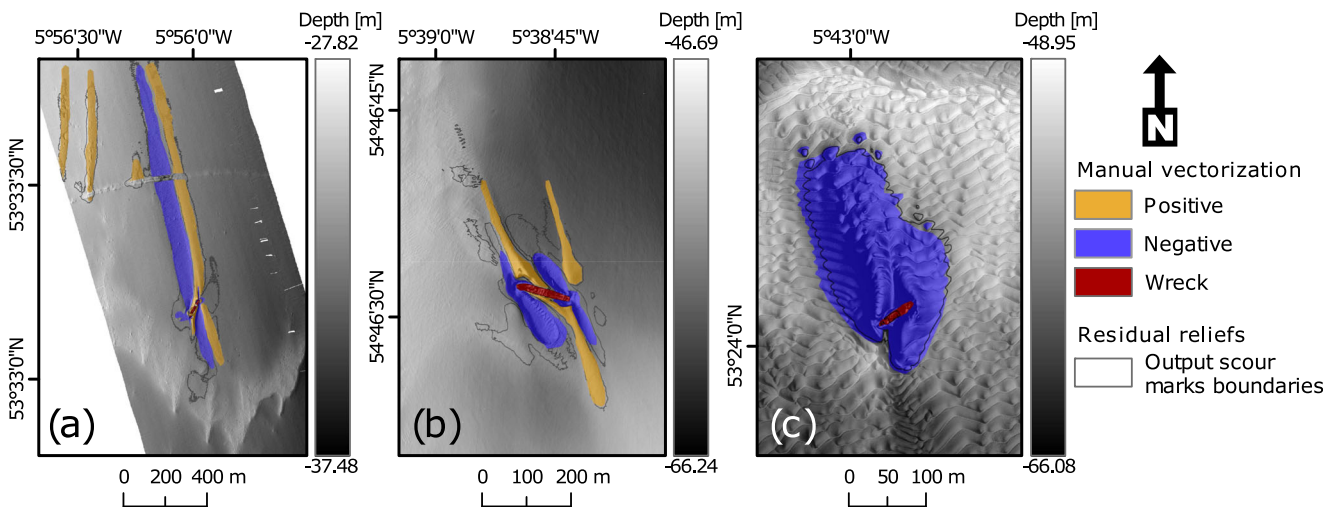 Depth [m]
5°56'30"W 5°56'0"W -27.82
53°33'30"N
53°33'0"N
(a)
-37.48
0 200 400 m
Depth [m]
5°39'0"W 5°38'45"W -46.69
54°46'45"N
54°46'30"N
(b)
-66.24
0 100 200 m
Depth [m]
5°43'0"W -48.95
53°24'0"N
(c)
-66.08
0 50 100 m
N
Manual vectorization
Positive
Negative
Wreck
Residual reliefs
Output scour
marks boundaries